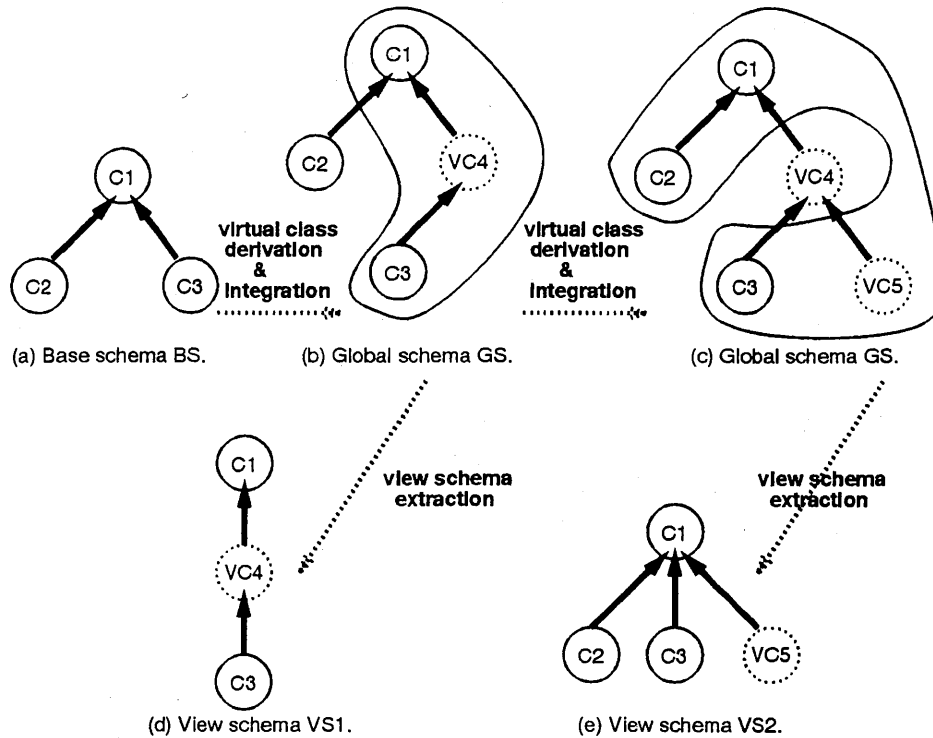 C1
C2
C3
(a) Base schema BS.
virtual class
derivation
&
integration
C1
C2
VC4
C3
(b) Global schema GS.
virtual class
derivation
&
integration
C1
C2
VC4
C3
VC5
(c) Global schema GS.
view schema
extraction
view schema
extraction
C1
VC4
C3
(d) View schema VS1.
C1
C2
C3
VC5
(e) View schema VS2.